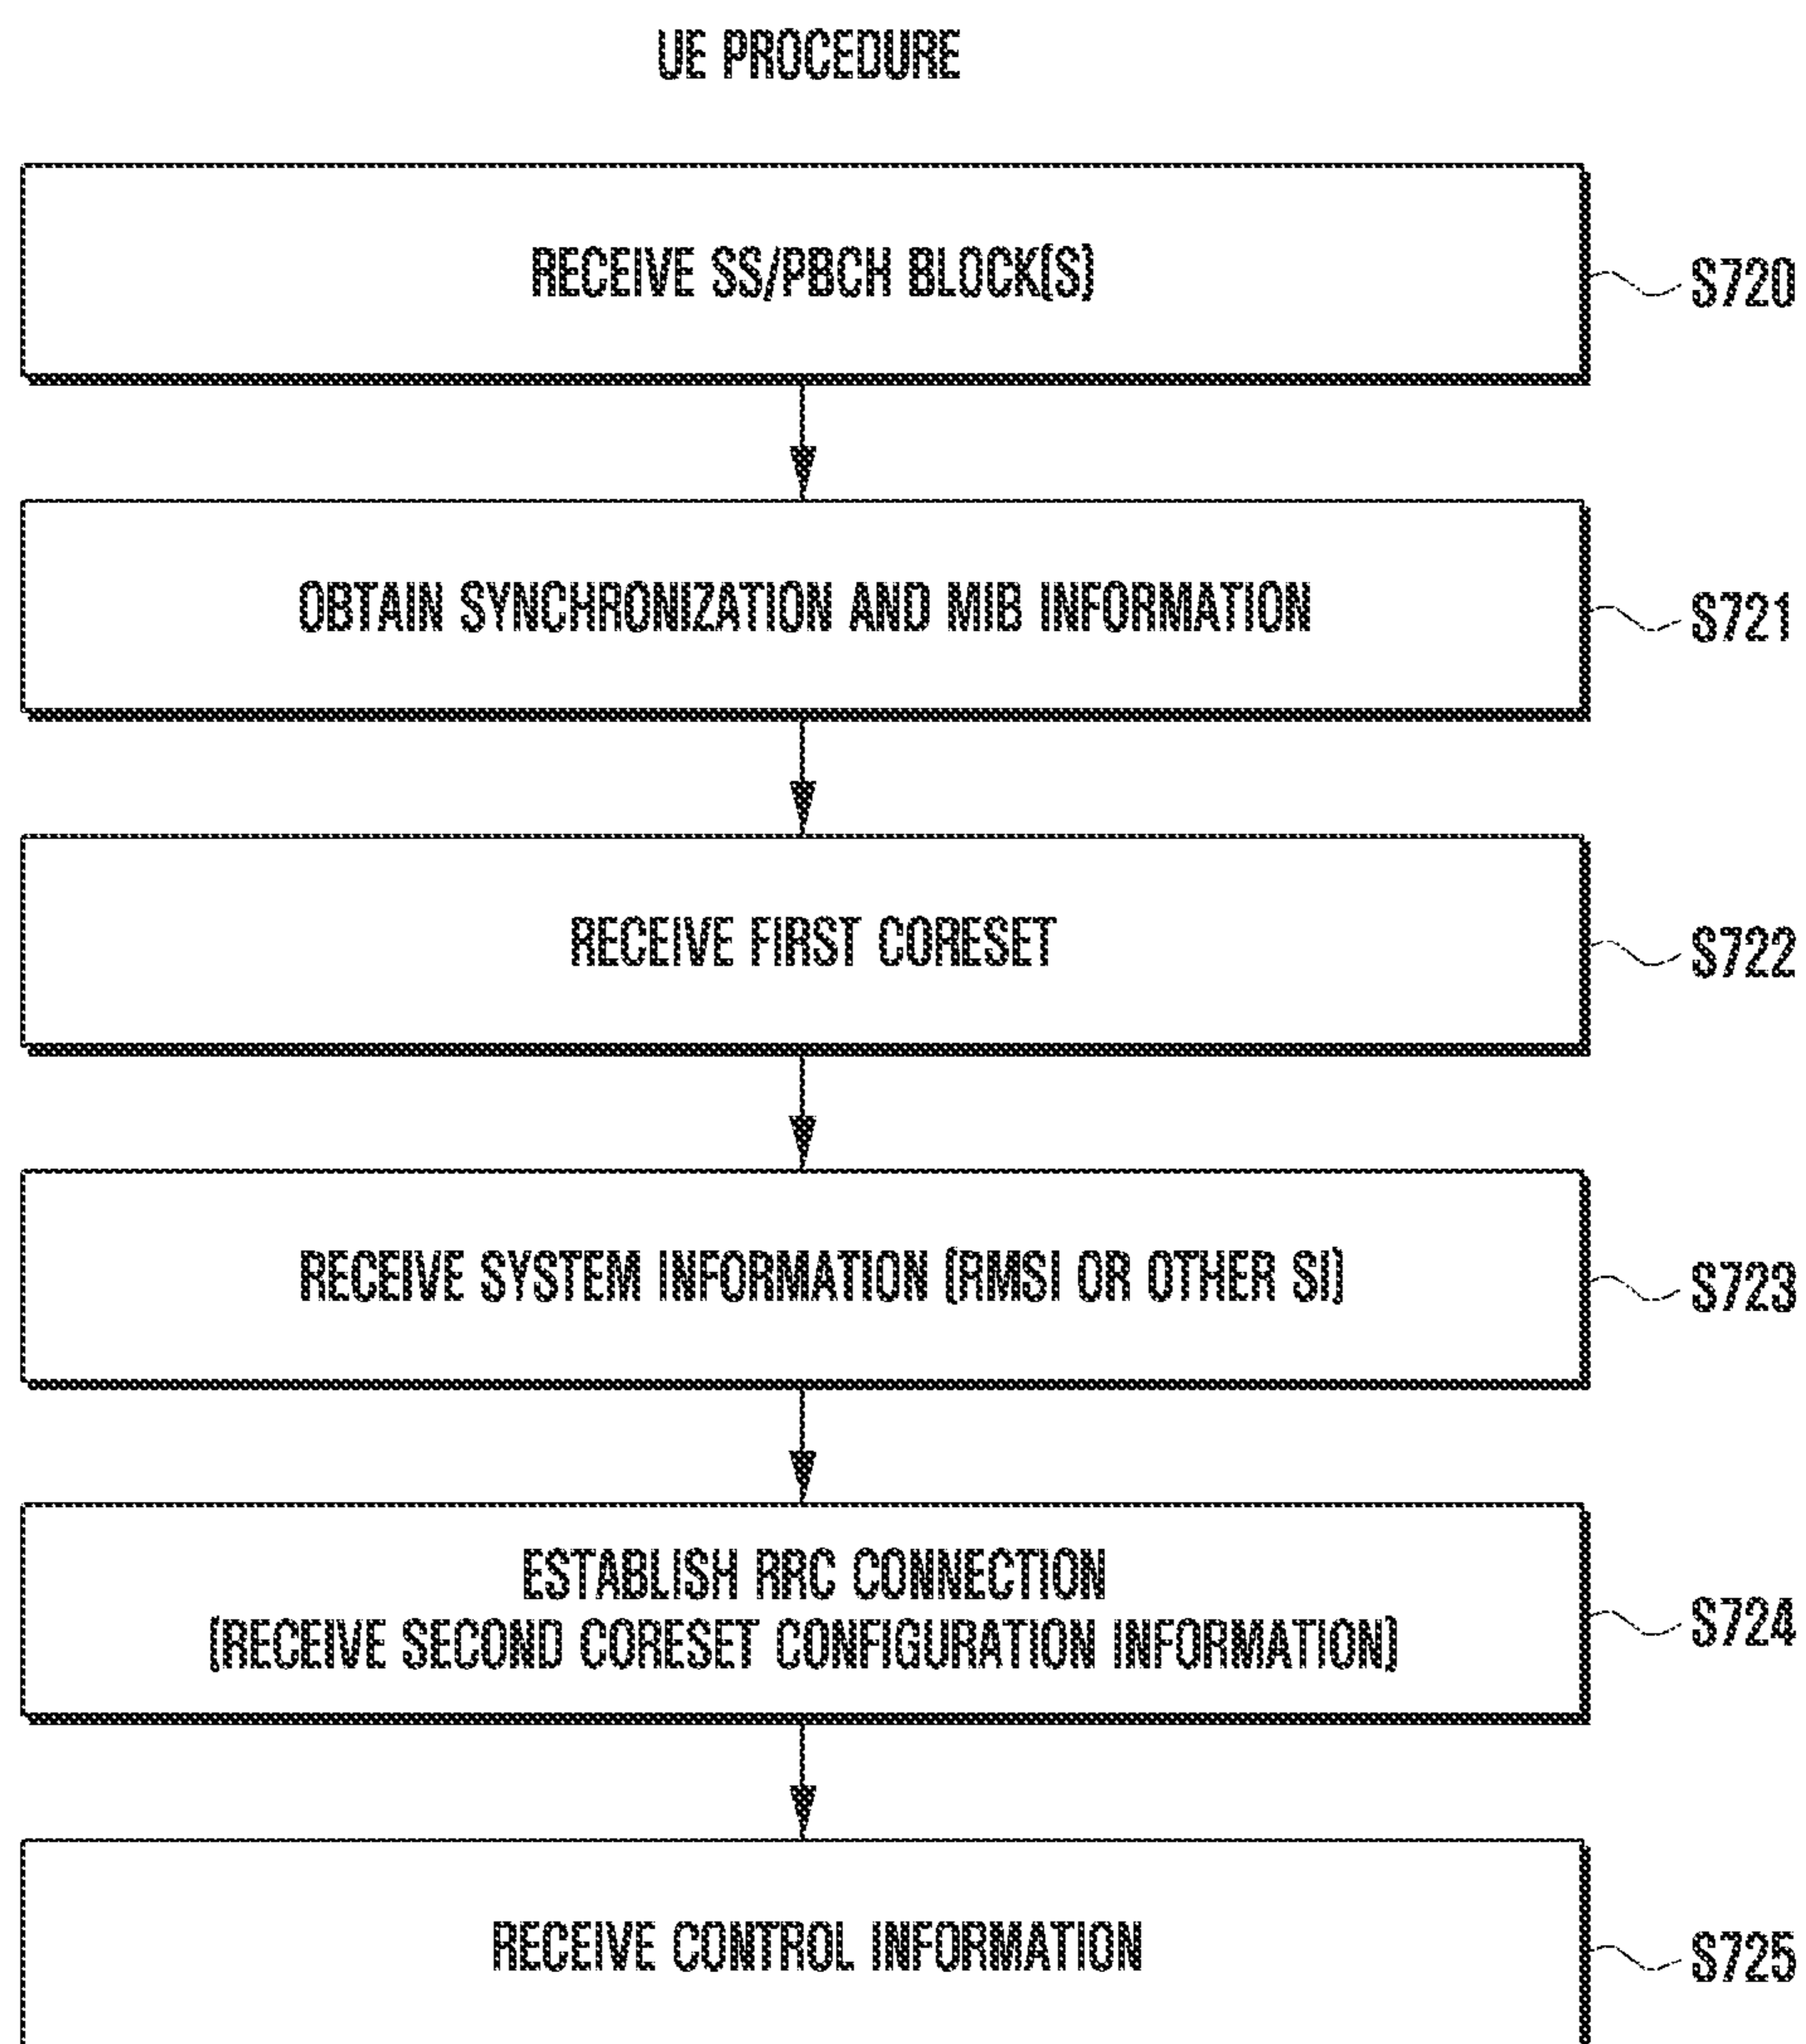 UE PROCEDURE
RECEIVE SS/PBCH BLOCK(S)
S720
OBTAIN SYNCHRONIZATION AND MIB INFORMATION
S721
RECEIVE FIRST CORESET
S722
RECEIVE SYSTEM INFORMATION (RMSI OR OTHER SI)
S723
ESTABLISH RRC CONNECTION
(RECEIVE SECOND CORESET CONFIGURATION INFORMATION)
S724
RECEIVE CONTROL INFORMATION
S725